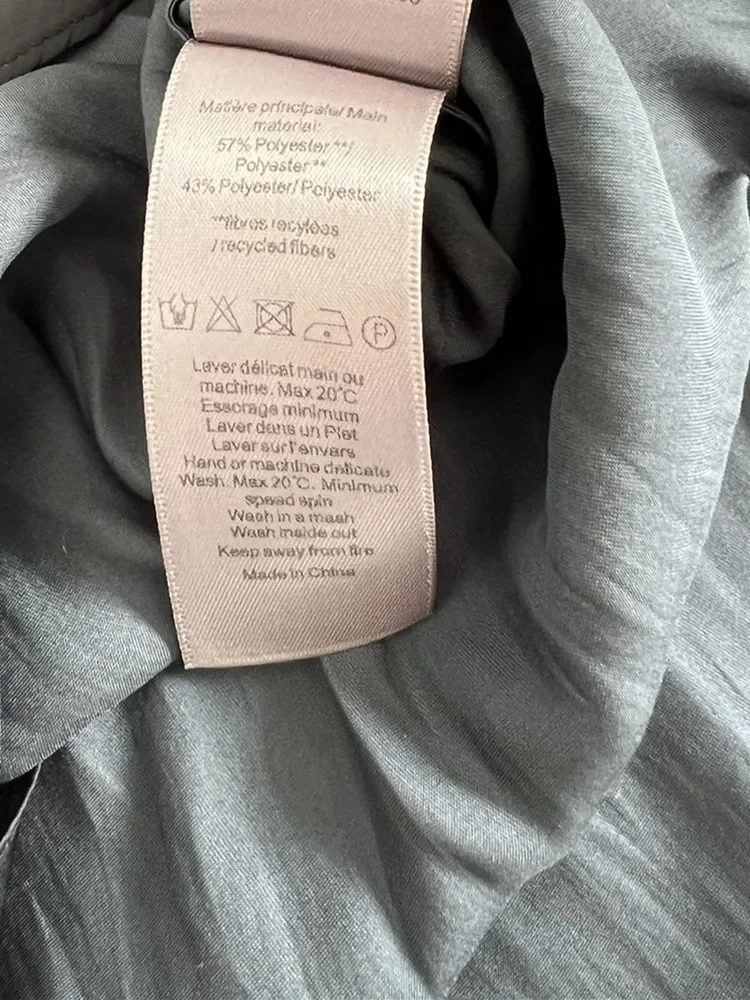 Matière principale/ Main
material:
57% Polyester **/
Polyester **
43% Polyester/ Polyester
**fibres recyclées
/ recycled fibers
P
Laver délicat main ou
machine. Max 20°C
Essorage minimum
Laver dans un Filet
Laver sur l'envers
Hand or machine delicate
Wash. Max 20°C. Minimum
speed spin
Wash in a mesh
Wash inside out
Keep away from fire
Made in China